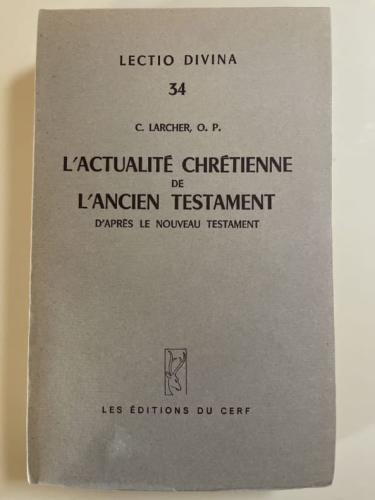 LECTIO DIVINA
34
C. LARCHER, O. P.
L'ACTUALITÉ CHRÉTIENNE
DE
L'ANCIEN TESTAMENT
D'APRÈS LE NOUVEAU TESTAMENT
LES ÉDITIONS DU CERF